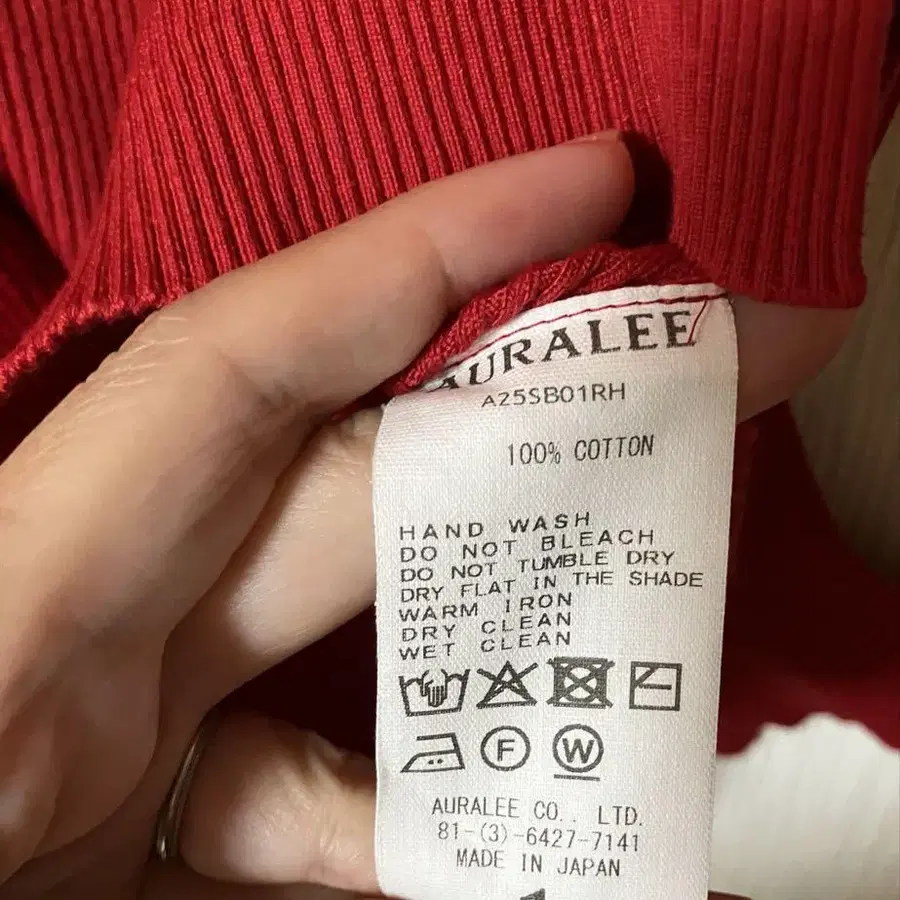 AURALEE
A25SB01RH
100% COTTON
HAND WASH
DO NOT BLEACH
DO NOT TUMBLE DRY
DRY FLAT IN THE SHADE
WARM IRON
DRY CLEAN
WET CLEAN
F W
AURALEE CO., LTD.
81-(3)-6427-7141
MADE IN JAPAN